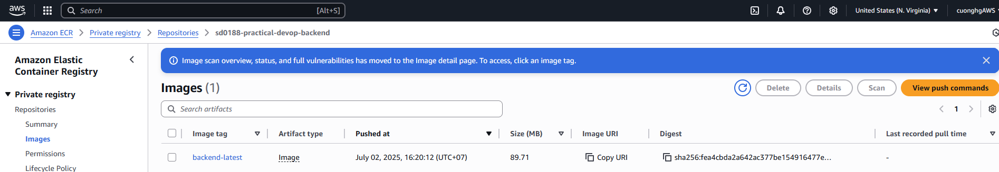 aws Search [Alt+S] United States (N. Virginia) cuonghgAWS
Amazon ECR Private registry Repositories sd0188-practical-devop-backend
Amazon Elastic
Container Registry
Private registry
Repositories
Summary
Images
Permissions
Lifecycle Policy
Image scan overview, status, and full vulnerabilities has moved to the Image detail page. To access, click an image tag.
Images (1) Delete Details Scan View push commands
Search artifacts 1
Image tag Artifact type Pushed at Size (MB) Image URI Digest Last recorded pull time
backend-latest Image July 02, 2025, 16:20:12 (UTC+07) 89.71 Copy URI sha256:fea4cbda2a642ac377be154916477e... -